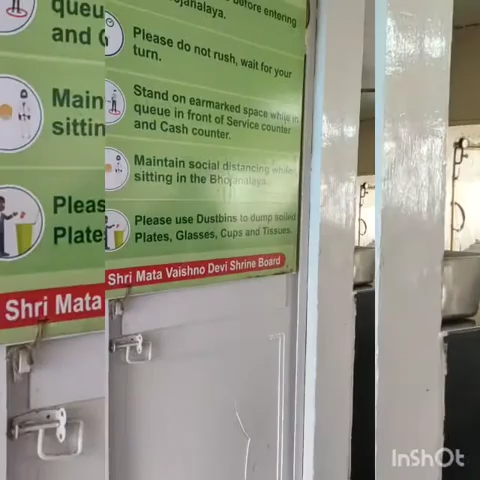 before entering
Bhojanalaya.
Please do not rush, wait for your
turn.
Stand on earmarked space while in
queue in front of Service counter
and Cash counter.
Maintain social distancing while
sitting in the Bhojanalaya.
Please use Dustbins to dump soiled
Plates, Glasses, Cups and Tissues.
Shri Mata Vaishno Devi Shrine Board
queu
and C
Main
sittin
Pleas
Plate
Shri Mata
InShOt